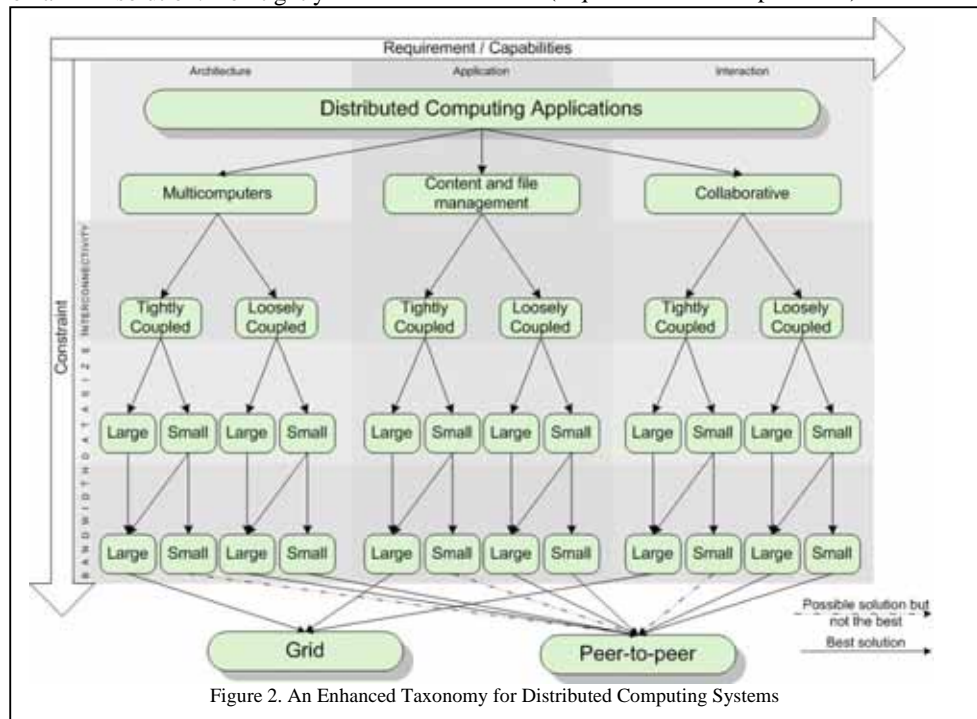 Requirement / Capabilities
Architecture Application Interaction
Distributed Computing Applications
Multicomputers
Content and file
management
Collaborative
Constraint
INTERCONNECTIVITY
Tightly
Coupled
Loosely
Coupled
Tightly
Coupled
Loosely
Coupled
Tightly
Coupled
Loosely
Coupled
DATA SIZE
Large Small Large Small Large Small Large Small Large Small Large Small
BANDWIDTH
Large Small Large Small Large Small Large Small Large Small Large Small
Possible solution but
not the best
Best solution
Grid
Peer-to-peer
Figure 2. An Enhanced Taxonomy for Distributed Computing Systems